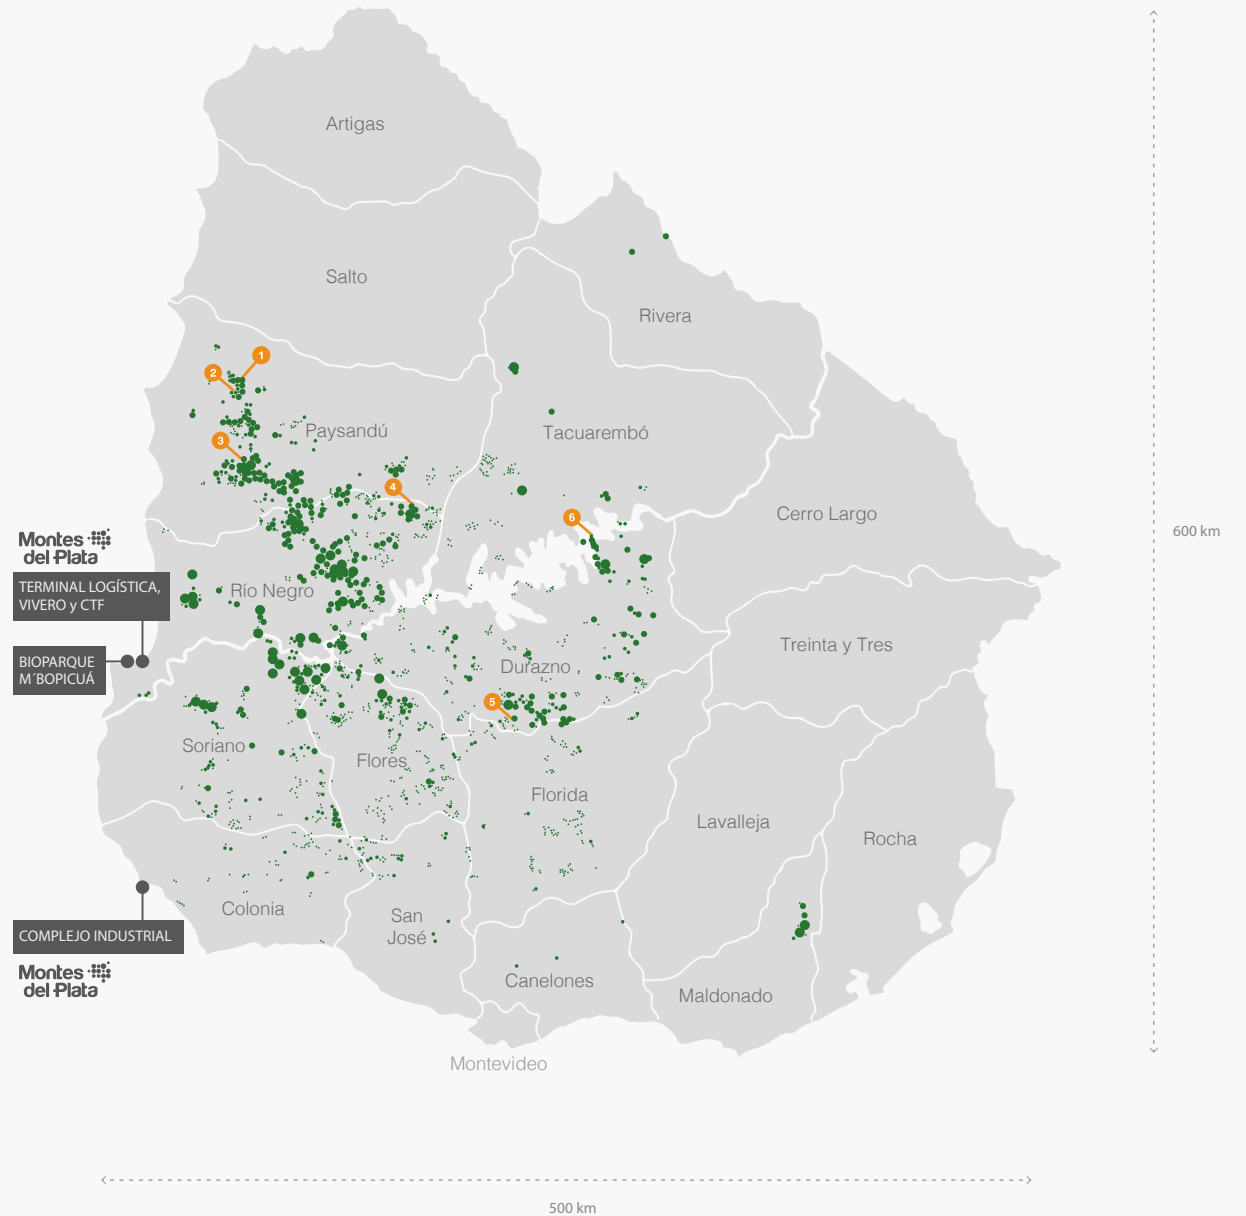 Artigas
Salto
Rivera
1
2
Paysandú
Tacuarembó
3
4
Cerro Largo
6
600 km
Montes
del Plata
TERMINAL LOGÍSTICA,
VIVERO y CTF
Río Negro
BIOPARQUE
M´BOPICUÁ
Treinta y Tres
Durazno
5
Soriano
Flores
Florida
Lavalleja
Rocha
Colonia
San
José
COMPLEJO INDUSTRIAL
Montes
del Plata
Canelones
Maldonado
Montevideo
500 km